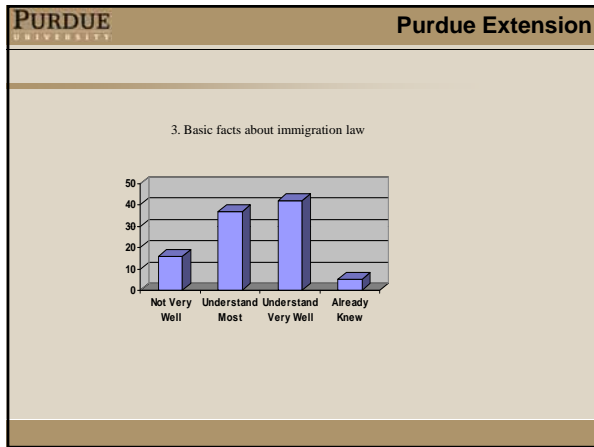 PURDUE
UNIVERSITY
Purdue Extension
3. Basic facts about immigration law
50
40
30
20
10
0
Not Very Well
Understand Most
Understand Very Well
Already Knew